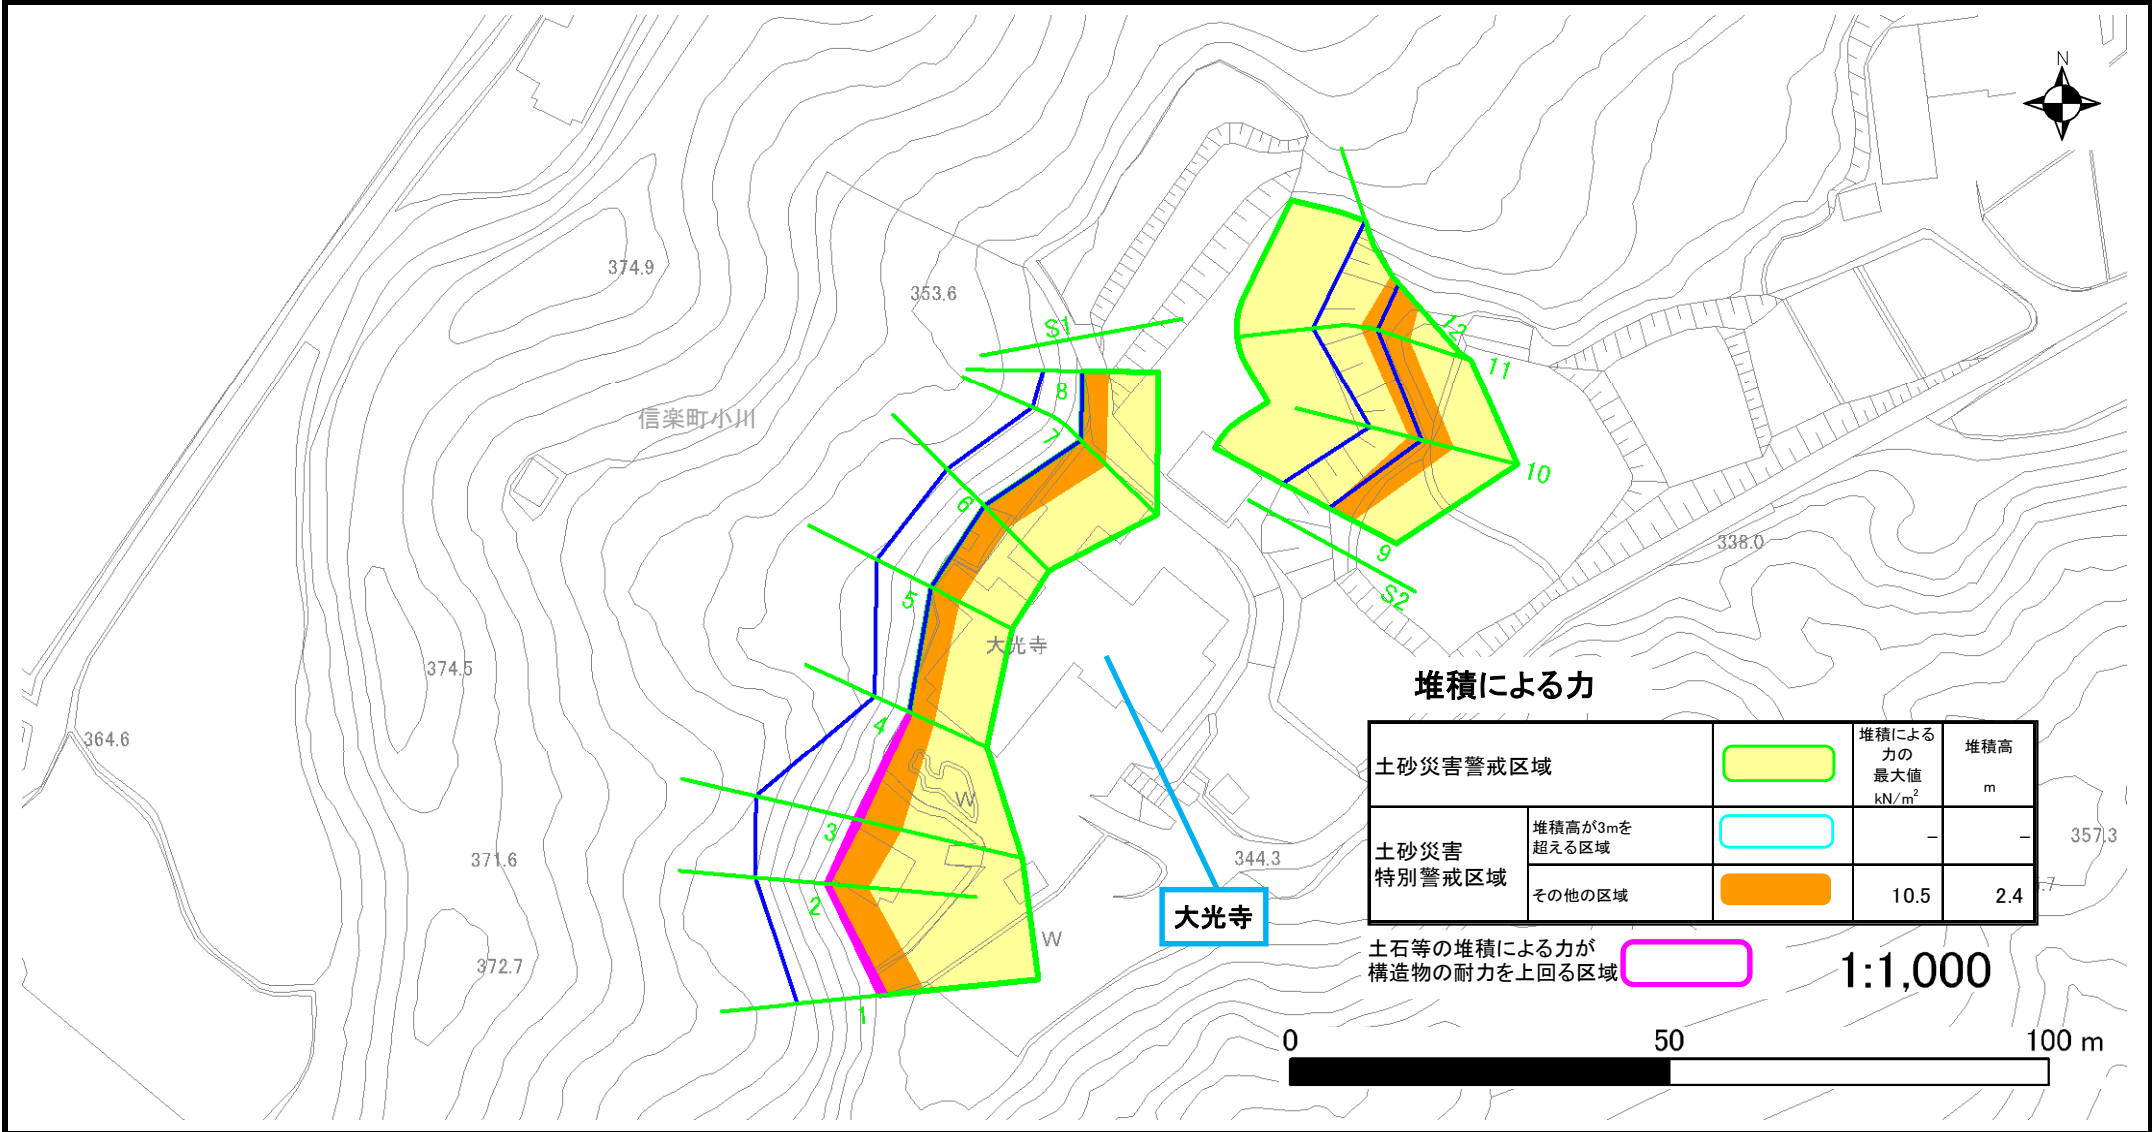 N
374.9
353.6
S1
12
11
8
信楽町小川
7
10
6
9
338.0
S2
5
大光寺
374.5
堆積による力
4
364.6
堆積による
力の
最大値
kN/m²
堆積高
m
土砂災害警戒区域
W
3
堆積高が3mを
超える区域
－
－
357.3
371.6
344.3
土砂災害
特別警戒区域
その他の区域
10.5
2.4
2
大光寺
W
土石等の堆積による力が
構造物の耐力を上回る区域
1:1,000
372.7
1
0
50
100 m